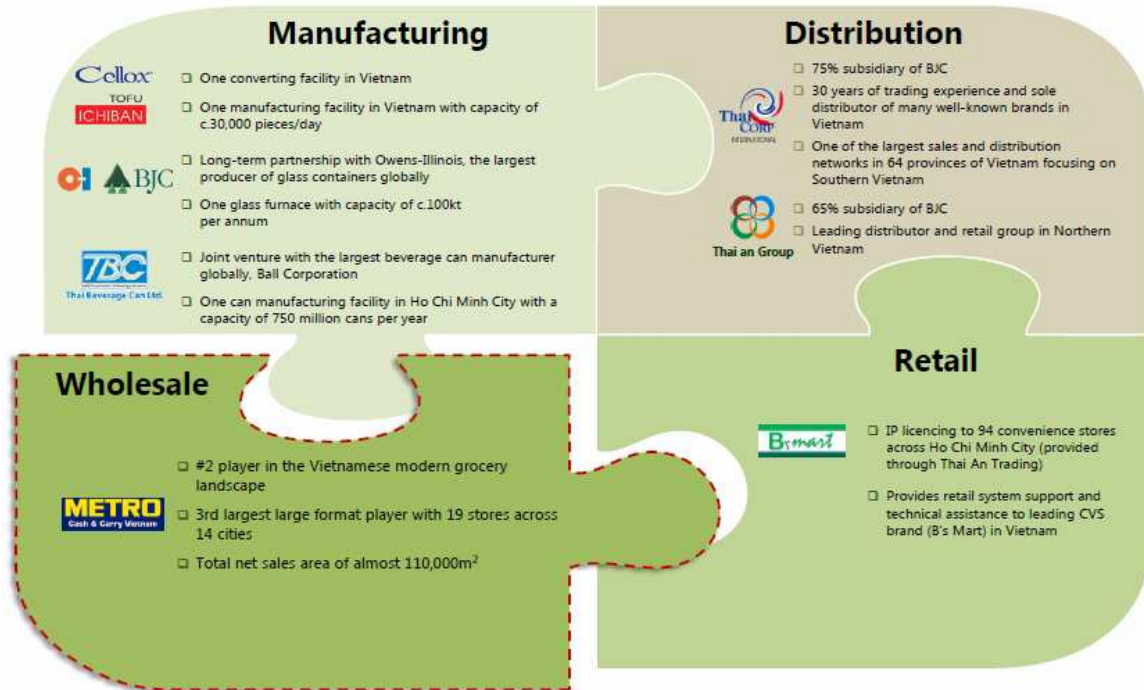 Manufacturing
Cellox
TOFU
ICHIBAN
❑ One converting facility in Vietnam
❑ One manufacturing facility in Vietnam with capacity of
c.30,000 pieces/day
O-I
BJC
❑ Long-term partnership with Owens-Illinois, the largest
producer of glass containers globally
❑ One glass furnace with capacity of c.100kt
per annum
TBC
Thai Beverage Can Ltd.
❑ Joint venture with the largest beverage can manufacturer
globally, Ball Corporation
❑ One can manufacturing facility in Ho Chi Minh City with a
capacity of 750 million cans per year
Distribution
Thai
CORP
INTERNATIONAL
❑ 75% subsidiary of BJC
❑ 30 years of trading experience and sole
distributor of many well-known brands in
Vietnam
❑ One of the largest sales and distribution
networks in 64 provinces of Vietnam focusing on
Southern Vietnam
Thai an Group
❑ 65% subsidiary of BJC
❑ Leading distributor and retail group in Northern
Vietnam
Wholesale
METRO
Cash & Carry Vietnam
❑ #2 player in the Vietnamese modern grocery
landscape
❑ 3rd largest large format player with 19 stores across
14 cities
❑ Total net sales area of almost 110,000m²
Retail
B's mart
❑ IP licencing to 94 convenience stores
across Ho Chi Minh City (provided
through Thai An Trading)
❑ Provides retail system support and
technical assistance to leading CVS
brand (B's Mart) in Vietnam